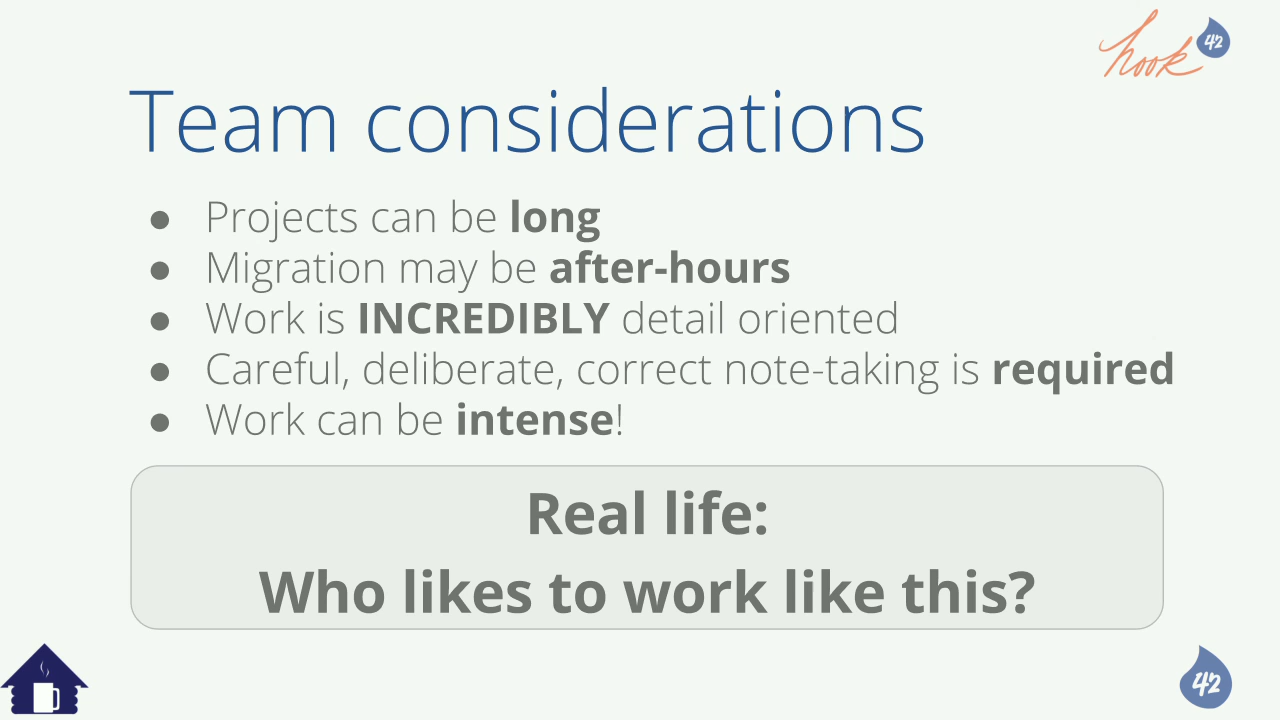 hook 42
Team considerations
● Projects can be long
● Migration may be after-hours
● Work is INCREDIBLY detail oriented
● Careful, deliberate, correct note-taking is required
● Work can be intense!
Real life:
Who likes to work like this?
42